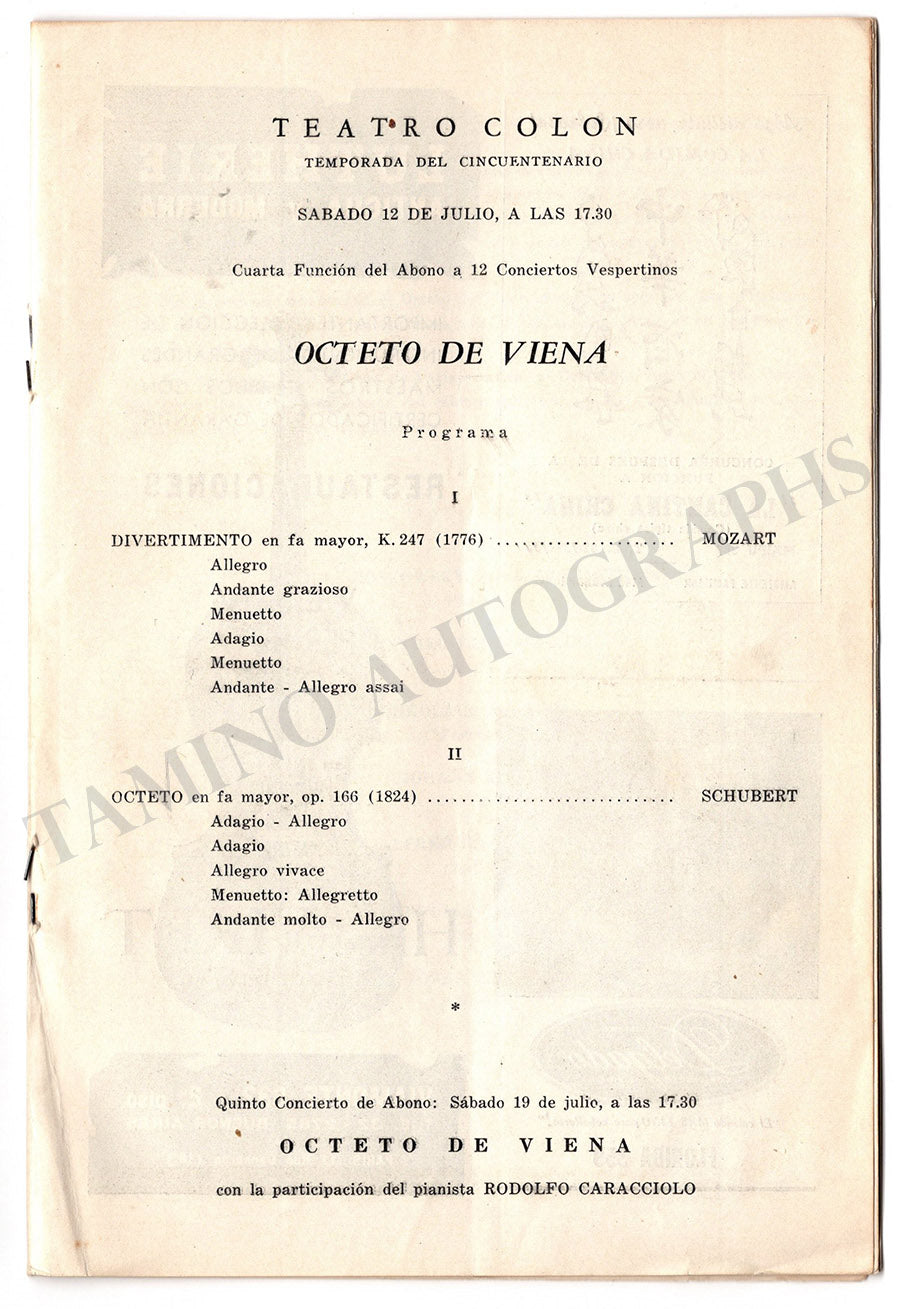 TEATRO COLON
TEMPORADA DEL CINCUENTENARIO
SABADO 12 DE JULIO, A LAS 17.30
Cuarta Función del Abono a 12 Conciertos Vespertinos
OCTETO DE VIENA
Programa
I
DIVERTIMENTO en fa mayor, K. 247 (1776) ...................... MOZART
Allegro
Andante grazioso
Menuetto
Adagio
Menuetto
Andante - Allegro assai
II
OCTETO en fa mayor, op. 166 (1824) .............................. SCHUBERT
Adagio - Allegro
Adagio
Allegro vivace
Menuetto: Allegretto
Andante molto - Allegro
*
Quinto Concierto de Abono: Sábado 19 de julio, a las 17.30
OCTETO DE VIENA
con la participación del pianista RODOLFO CARACCIOLO
TAMINO AUTOGRAPHS